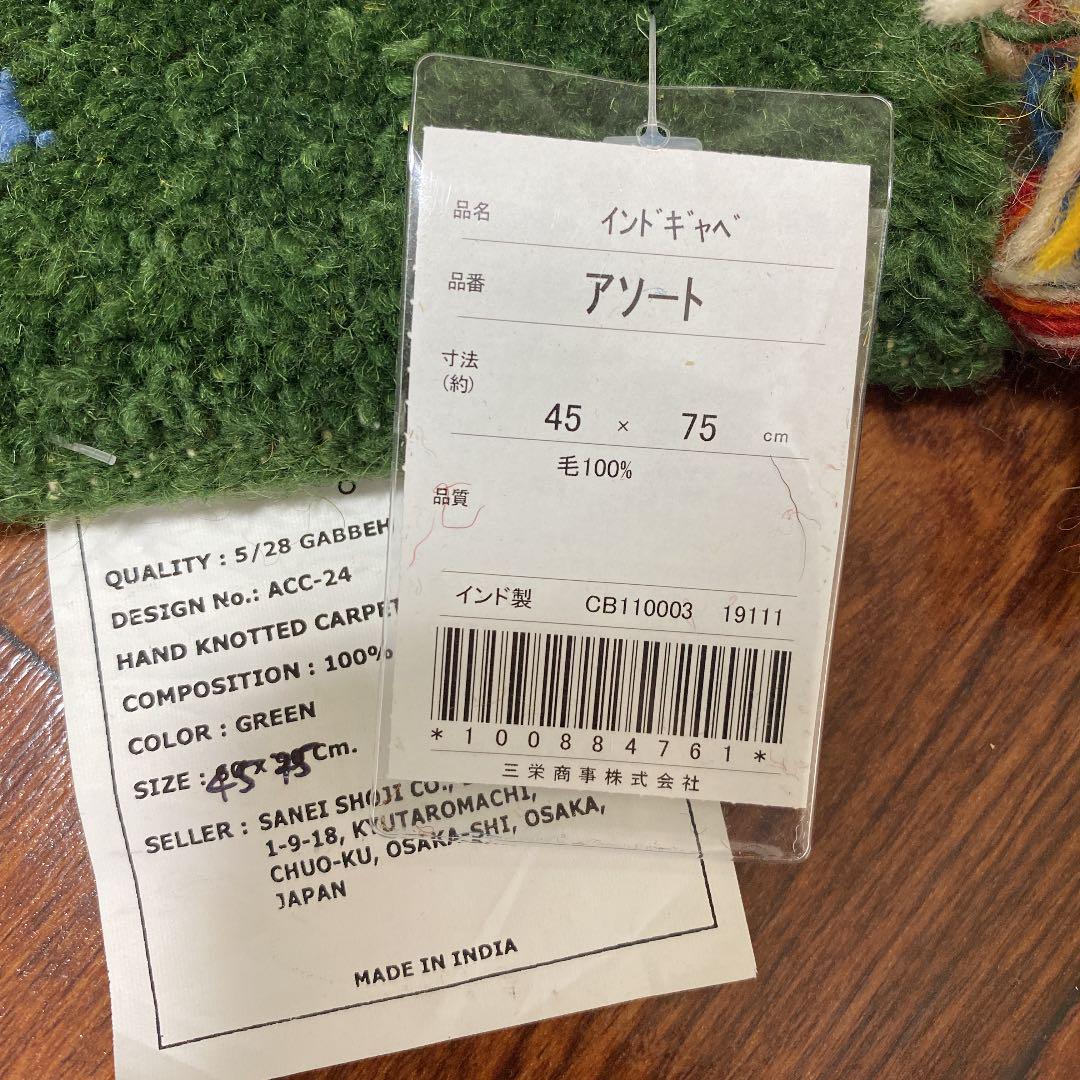 品名 インドギャベ
品番 アソート
寸法
(約)
45 × 75 cm
毛100%
品質
インド製 CB110003 19111
*100884761*
三栄商事株式会社
QUALITY : 5/28 GABBEH
DESIGN No.: ACC-24
HAND KNOTTED CARPET
COMPOSITION : 100%
COLOR : GREEN
SIZE : 45 x 75 Cm.
SELLER : SANEI SHOJI CO.,
1-9-18, KYUTAROMACHI,
CHUO-KU, OSAKA-SHI, OSAKA,
JAPAN
MADE IN INDIA